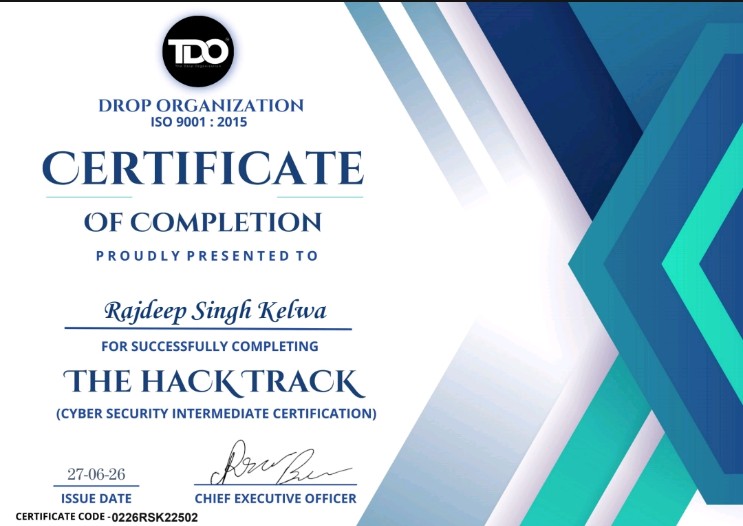 TDO
DROP ORGANIZATION
ISO 9001 : 2015
CERTIFICATE
OF COMPLETION
PROUDLY PRESENTED TO
Rajdeep Singh Kelwa
FOR SUCCESSFULLY COMPLETING
THE HACK TRACK
(CYBER SECURITY INTERMEDIATE CERTIFICATION)
27-06-26
ISSUE DATE
CHIEF EXECUTIVE OFFICER
CERTIFICATE CODE -0226RSK22502